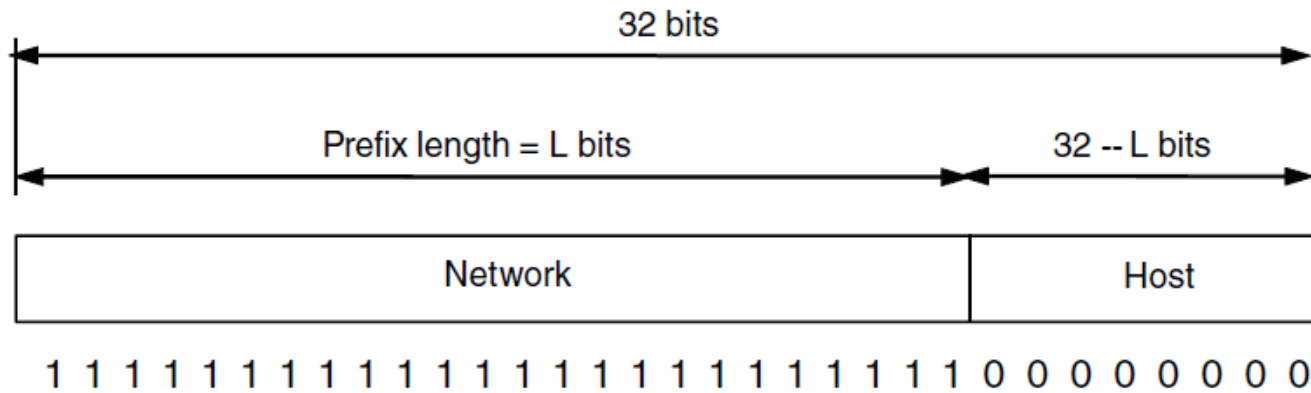 32 bits
Prefix length = L bits 32 -- L bits
Network Host
1 1 1 1 1 1 1 1 1 1 1 1 1 1 1 1 1 1 1 1 1 1 1 1 0 0 0 0 0 0 0 0